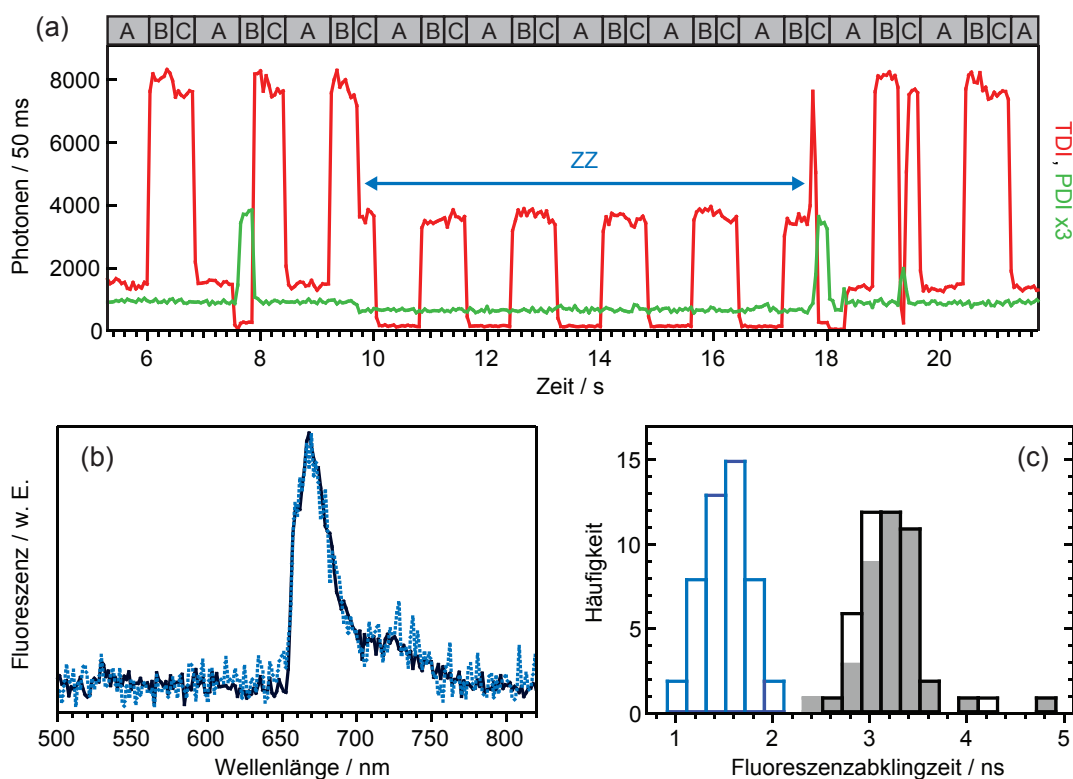 (a)
A B C A B C A B C A B C A B C A B C A B C A B C A B C A B C A
8000
6000
4000
2000
0
Photonen / 50 ms
ZZ
TDI, PDI x3
6 8 10 12 14 16 18 20
Zeit / s
(b)
Fluoreszenz / w. E.
500 550 600 650 700 750 800
Wellenlänge / nm
(c)
15
10
5
0
Häufigkeit
1 2 3 4 5
Fluoreszenzabklingzeit / ns